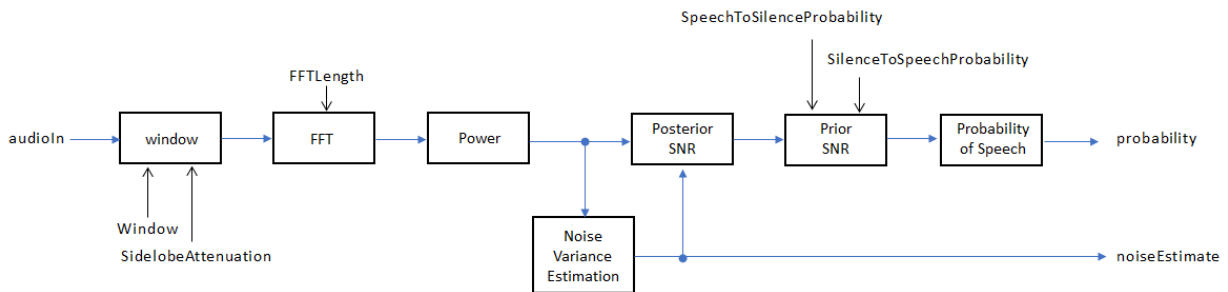 SpeechToSilenceProbability
SilenceToSpeechProbability
FFTLength
audioIn
window
FFT
Power
Posterior
SNR
Prior
SNR
Probability
of Speech
probability
Window
SidelobeAttenuation
Noise
Variance
Estimation
noiseEstimate